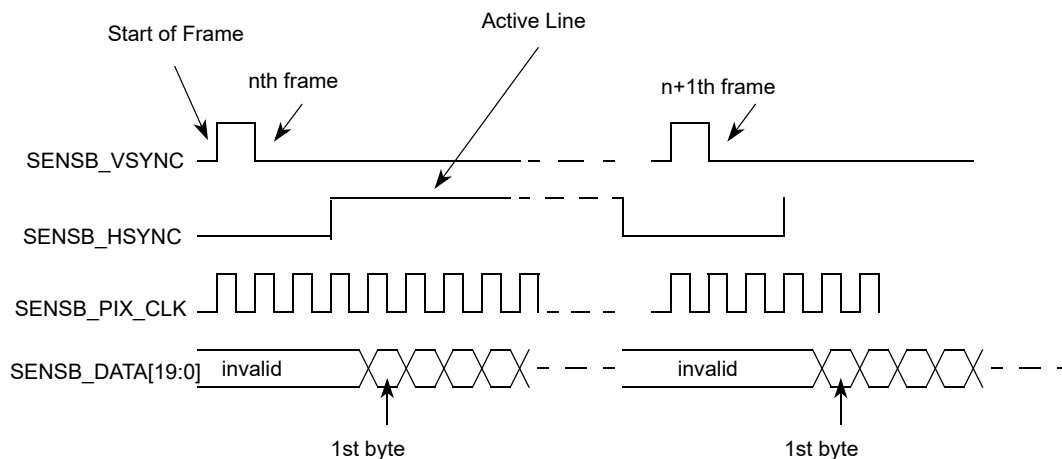 Active Line
Start of Frame
nth frame
n+1th frame
SENSB_VSYNC
SENSB_HSYNC
SENSB_PIX_CLK
SENSB_DATA[19:0]
invalid
invalid
1st byte
1st byte